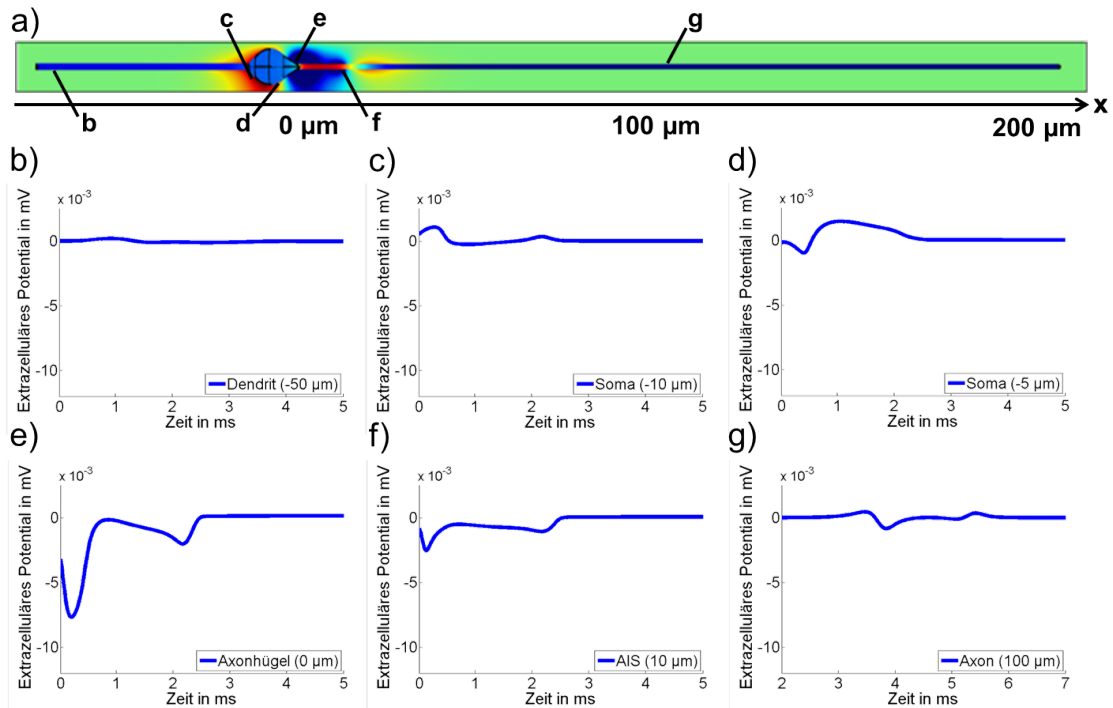 a)
c
e
g
b
d
f
x
0 µm
100 µm
200 µm
b)
x 10⁻³
Extrazelluläres Potential in mV
0
-5
-10
Dendrit (-50 µm)
0 1 2 3 4 5
Zeit in ms
c)
x 10⁻³
Extrazelluläres Potential in mV
0
-5
-10
Soma (-10 µm)
0 1 2 3 4 5
Zeit in ms
d)
x 10⁻³
Extrazelluläres Potential in mV
0
-5
-10
Soma (-5 µm)
0 1 2 3 4 5
Zeit in ms
e)
x 10⁻³
Extrazelluläres Potential in mV
0
-5
-10
Axonhügel (0 µm)
0 1 2 3 4 5
Zeit in ms
f)
x 10⁻³
Extrazelluläres Potential in mV
0
-5
-10
AIS (10 µm)
0 1 2 3 4 5
Zeit in ms
g)
x 10⁻³
Extrazelluläres Potential in mV
0
-5
-10
Axon (100 µm)
2 3 4 5 6 7
Zeit in ms